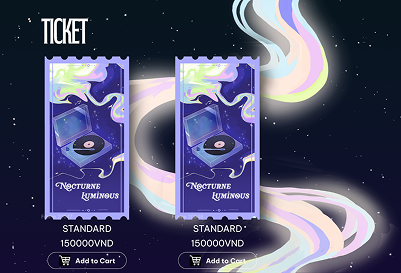 TICKET
NOCTURNE
LUMINOUS
NOCTURNE
LUMINOUS
STANDARD
STANDARD
150000VND
150000VND
Add to Cart
Add to Cart